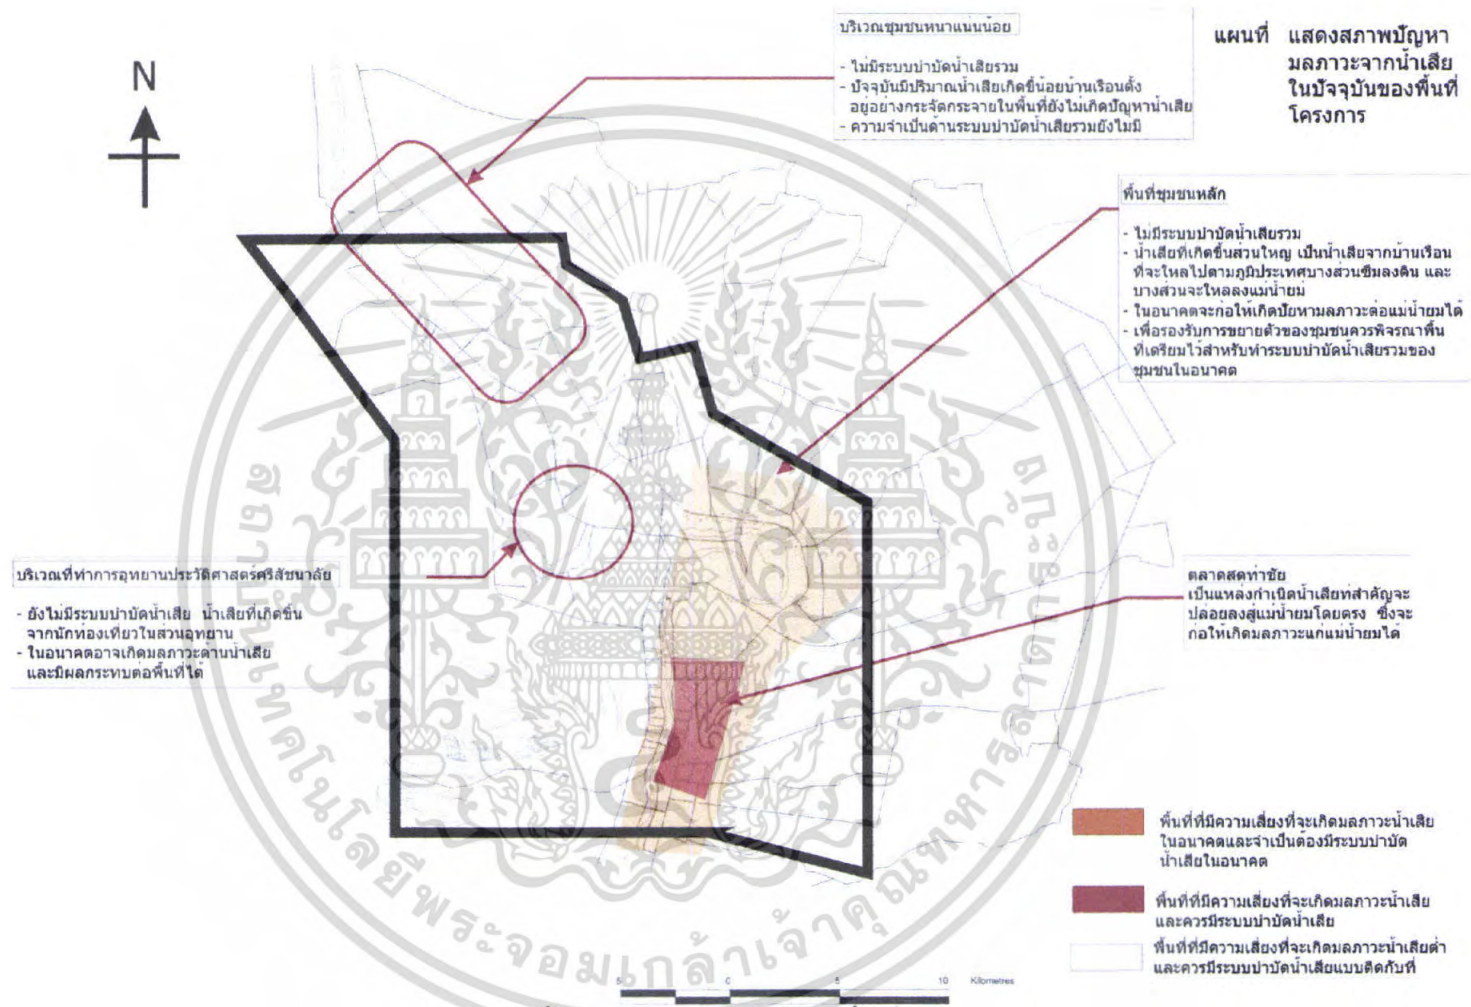 แผนที่ แสดงสภาพปัญหา
มลภาวะจากน้ำเสีย
ในปัจจุบันของพื้นที่
โครงการ
N
บริเวณชุมชนหนาแน่นน้อย
- ไม่มีระบบบำบัดน้ำเสียรวม
- ปัจจุบันมีปริมาณน้ำเสียเกิดขึ้นน้อยบ้านเรือนตั้ง
อยู่อย่างกระจัดกระจายในพื้นที่ยังไม่เกิดปัญหาน้ำเสีย
- ความจำเป็นด้านระบบบำบัดน้ำเสียรวมยังไม่มี
พื้นที่ชุมชนหลัก
- ไม่มีระบบบำบัดน้ำเสียรวม
- น้ำเสียที่เกิดขึ้นส่วนใหญ่ เป็นน้ำเสียจากบ้านเรือน
ที่จะไหลไปตามภูมิประเทศบางส่วนซึมลงดิน และ
บางส่วนจะไหลลงแม่น้ำยม
- ในอนาคตจะก่อให้เกิดปัยหามลภาวะต่อแม่น้ำยมได้
- เพื่อรองรับการขยายตัวของชุมชนควรพิจรณาพื้น
ที่เตรียมไว้สำหรับทำระบบบำบัดน้ำเสียรวมของ
ชุมชนในอนาคต
บริเวณที่ทำการอุทยานประวัติศาสตร์ศรีสัชนาลัย
- ยังไม่มีระบบบำบัดน้ำเสีย น้ำเสียที่เกิดขึ้น
จากนักท่องเที่ยวในสวนอุทยาน
- ในอนาคตอาจเกิดมลภาวะด้านน้ำเสีย
และมีผลกระทบต่อพื้นที่ได้
ตลาดสดท่าชัย
เป็นแหล่งกำเนิดน้ำเสียที่สำคัญจะ
ปล่อยลงสู่แม่น้ำยมโดยตรง ซึ่งจะ
ก่อให้เกิดมลภาวะแก่แม่น้ำยมได้
พื้นที่ที่มีความเสี่ยงที่จะเกิดมลภาวะน้ำเสีย
ในอนาคตและจำเป็นต้องมีระบบบำบัด
น้ำเสียในอนาคต
พื้นที่ที่มีความเสี่ยงที่จะเกิดมลภาวะน้ำเสีย
และควรมีระบบบำบัดน้ำเสีย
พื้นที่ที่มีความเสี่ยงที่จะเกิดมลภาวะน้ำเสียต่ำ
และควรมีระบบบำบัดน้ำเสียแบบติดกับที่
5 0 5 10 Kilometres
สถาบันเทคโนโลยีพระจอมเกล้าเจ้าคุณทหารลาดกระบัง